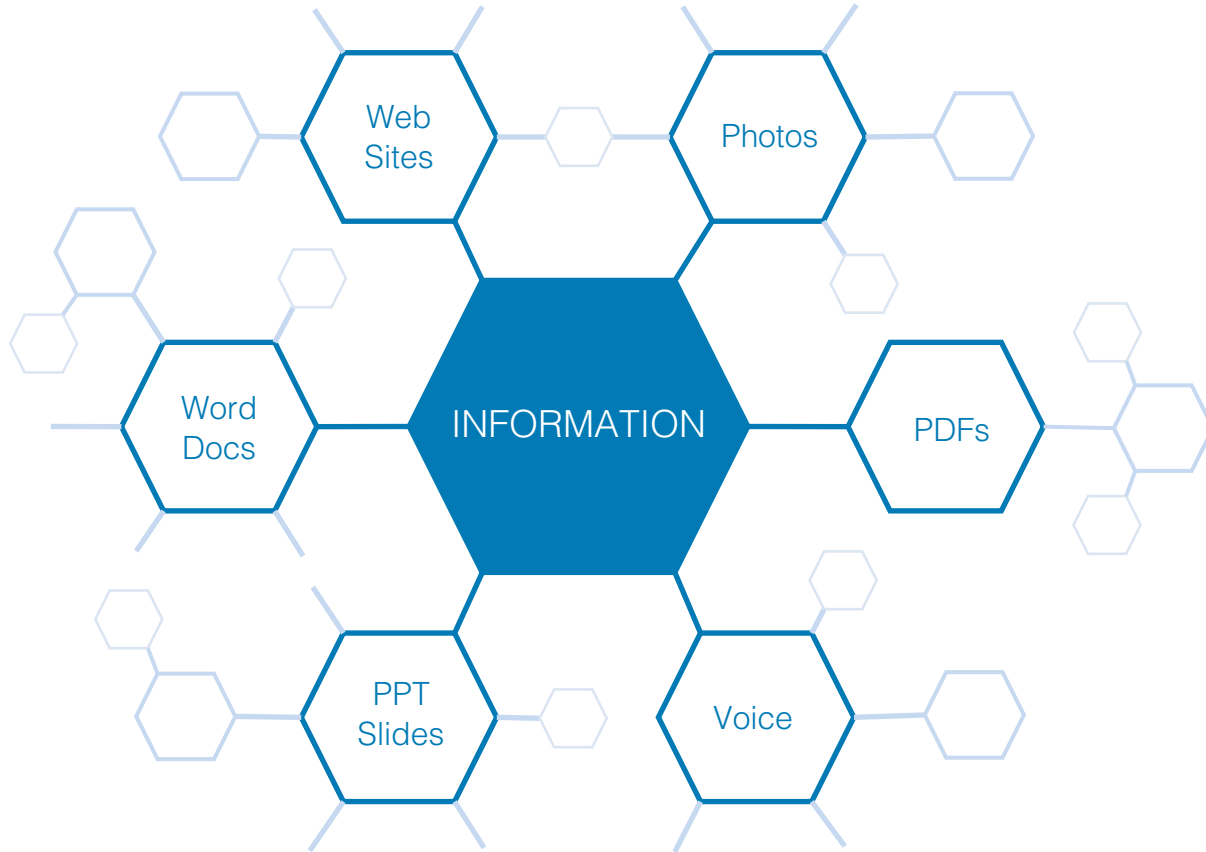 Web
Sites
Photos
INFORMATION
Word
Docs
PDFs
PPT
Slides
Voice